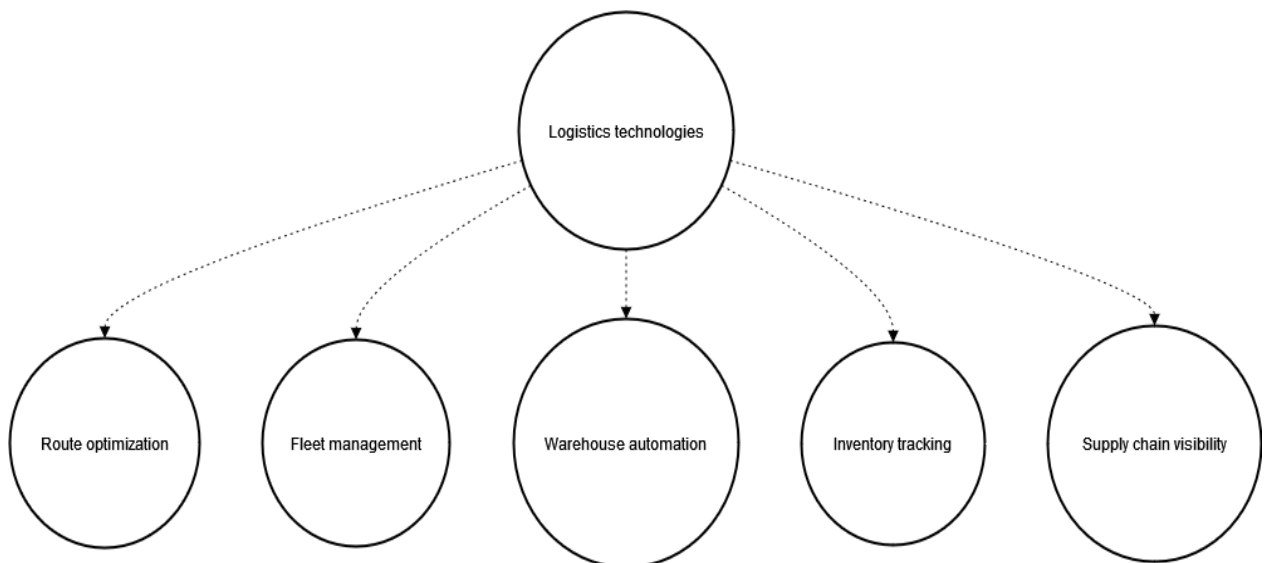 Logistics technologies
Route optimization
Fleet management
Warehouse automation
Inventory tracking
Supply chain visibility